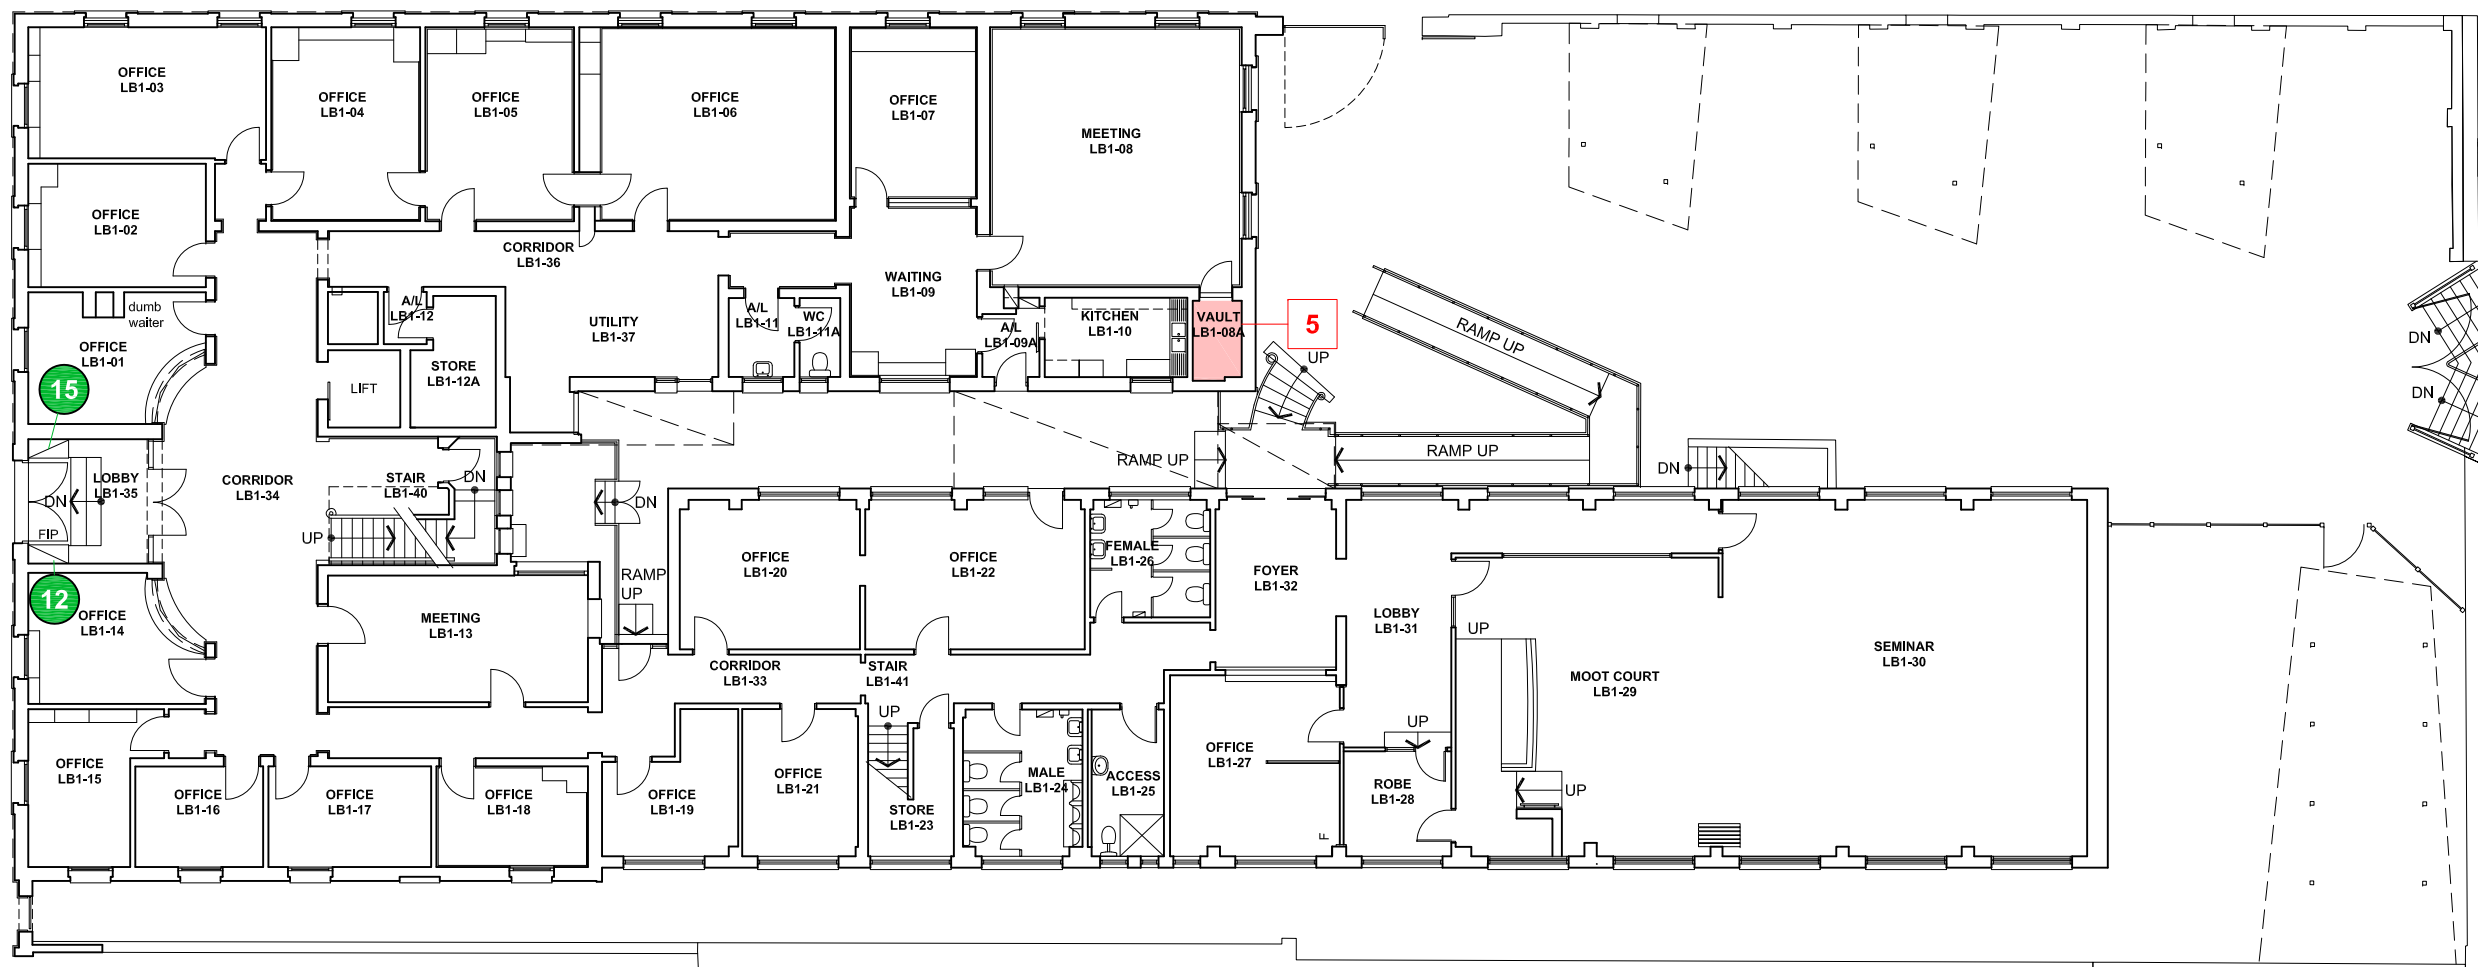 OFFICE
LB1-03
OFFICE
LB1-04
OFFICE
LB1-05
OFFICE
LB1-06
OFFICE
LB1-07
MEETING
LB1-08
OFFICE
LB1-02
CORRIDOR
LB1-36
WAITING
LB1-09
dumb
waiter
OFFICE
LB1-01
A/L
LB1-12
UTILITY
LB1-37
A/L
LB1-11
WC
LB1-11A
A/L
LB1-09A
KITCHEN
LB1-10
VAULT
LB1-08A
5
UP
RAMP UP
DN
DN
15
LIFT
STORE
LB1-12A
LOBBY
LB1-35
DN
FIP
CORRIDOR
LB1-34
STAIR
LB1-40
DN
UP
DN
RAMP UP
RAMP UP
DN
12
OFFICE
LB1-14
MEETING
LB1-13
RAMP
UP
OFFICE
LB1-20
OFFICE
LB1-22
FEMALE
LB1-26
FOYER
LB1-32
LOBBY
LB1-31
UP
MOOT COURT
LB1-29
SEMINAR
LB1-30
CORRIDOR
LB1-33
STAIR
LB1-41
UP
OFFICE
LB1-15
OFFICE
LB1-16
OFFICE
LB1-17
OFFICE
LB1-18
OFFICE
LB1-19
OFFICE
LB1-21
STORE
LB1-23
MALE
LB1-24
ACCESS
LB1-25
OFFICE
LB1-27
F
UP
ROBE
LB1-28
UP